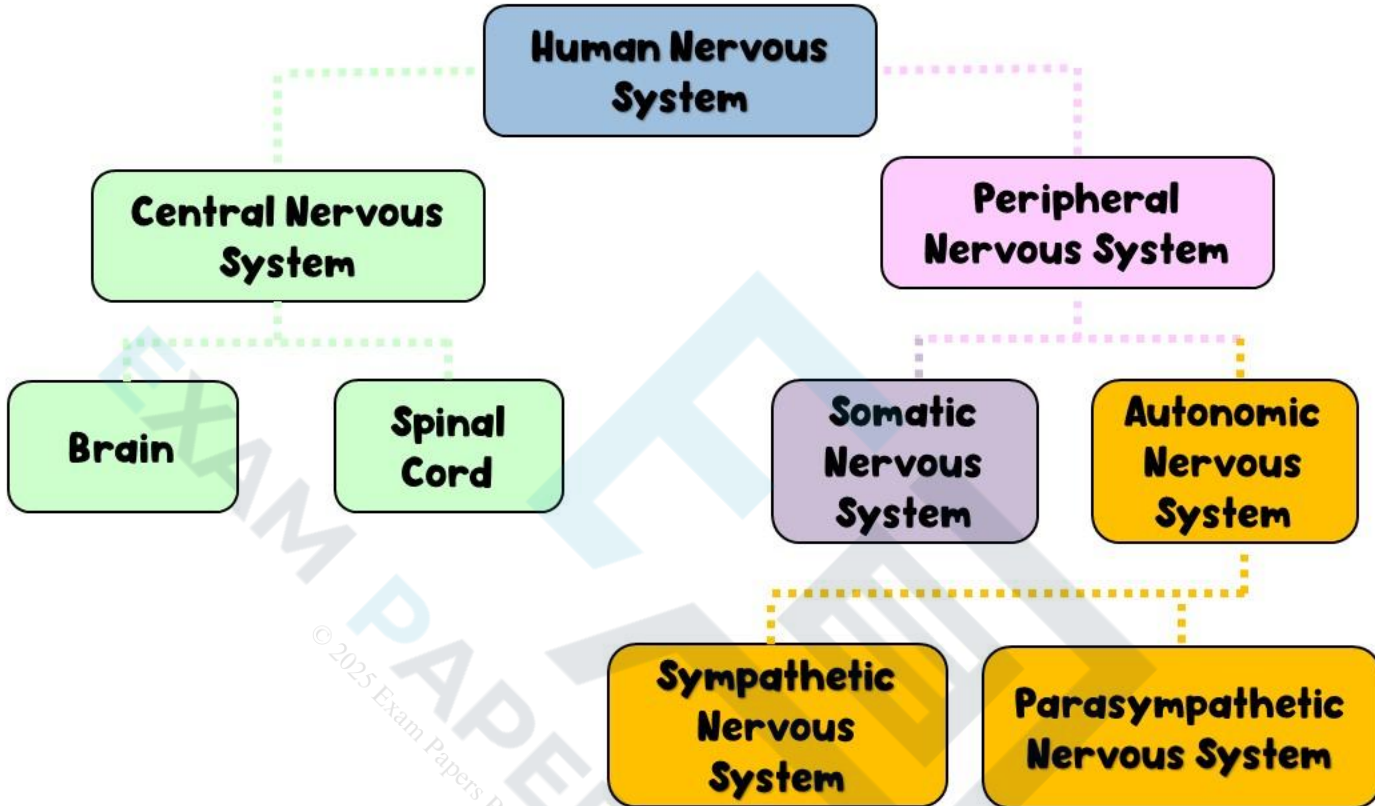 Human Nervous
System
Central Nervous
System
Peripheral
Nervous System
Brain
Spinal
Cord
Somatic
Nervous
System
Autonomic
Nervous
System
Sympathetic
Nervous
System
Parasympathetic
Nervous System
EXAM PAPER
© 2025 Exam Papers